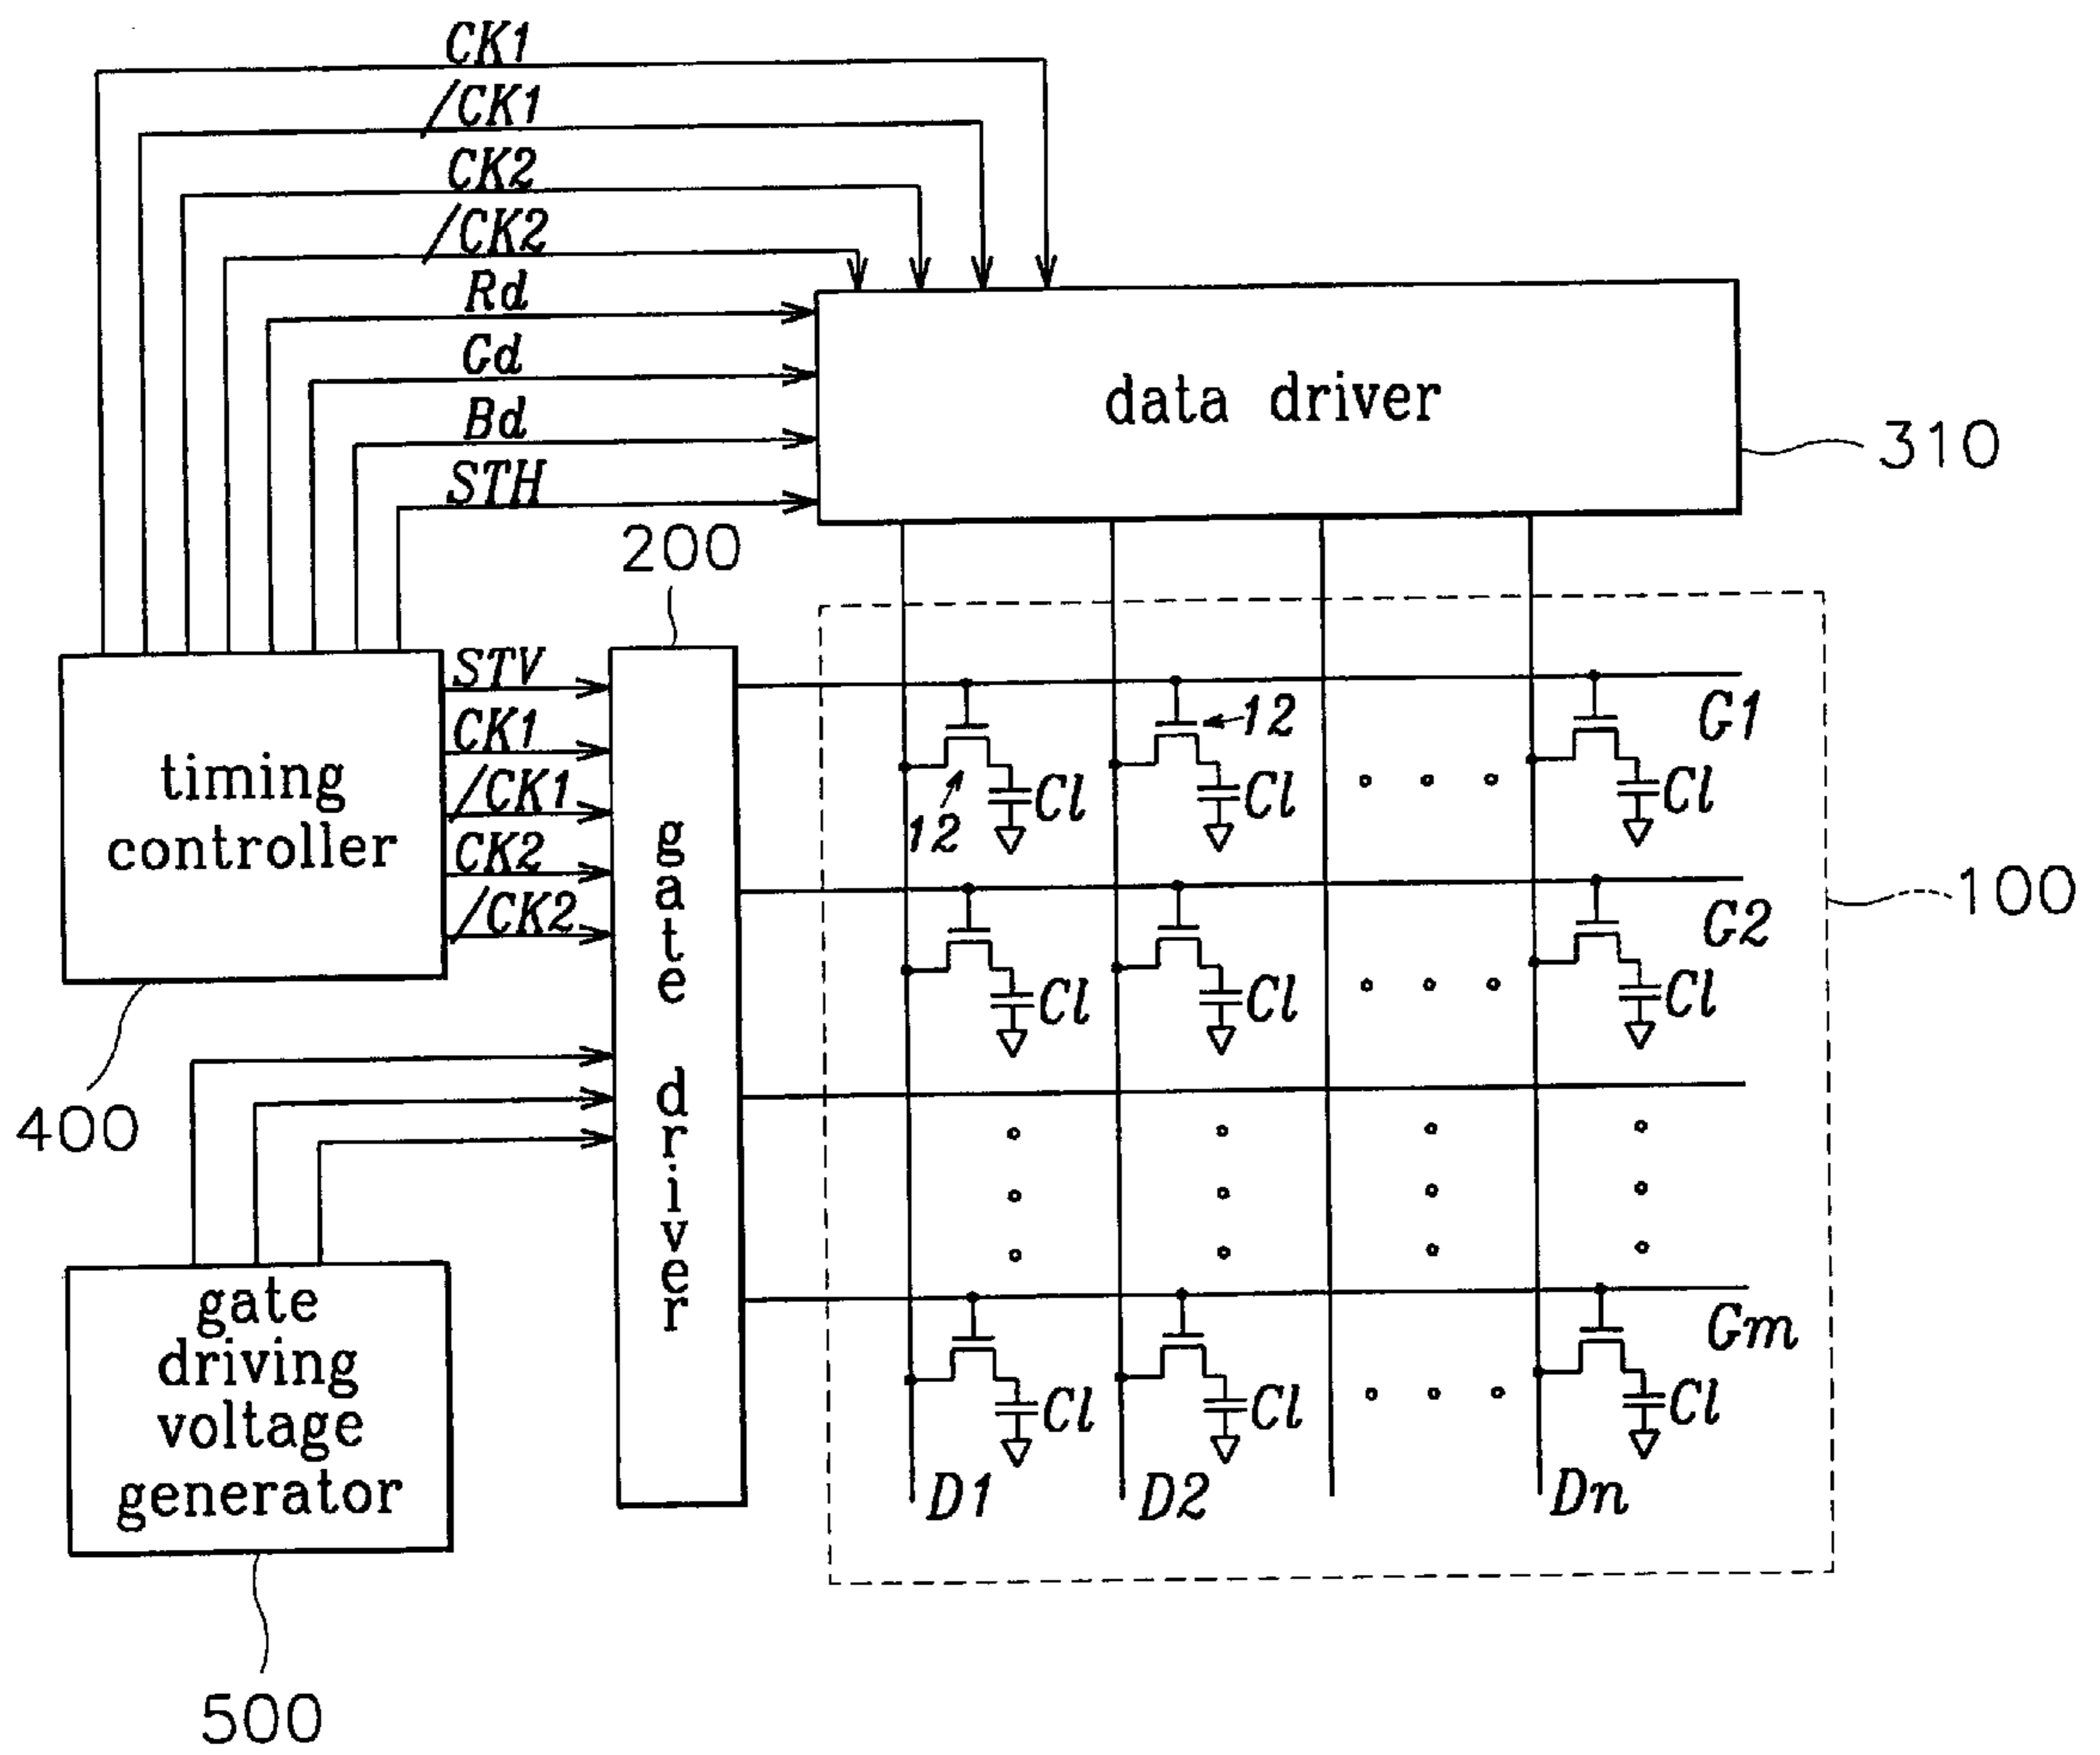 CK1
/CK1
CK2
/CK2
Rd
Gd
Bd
STH
data driver
310
200
STV
CK1
/CK1
CK2
/CK2
timing
controller
400
gate driver
G1
12
12
Cl
Cl
Cl
100
G2
Cl
Cl
Cl
Gm
Cl
Cl
Cl
D1
D2
Dn
gate
driving
voltage
generator
500